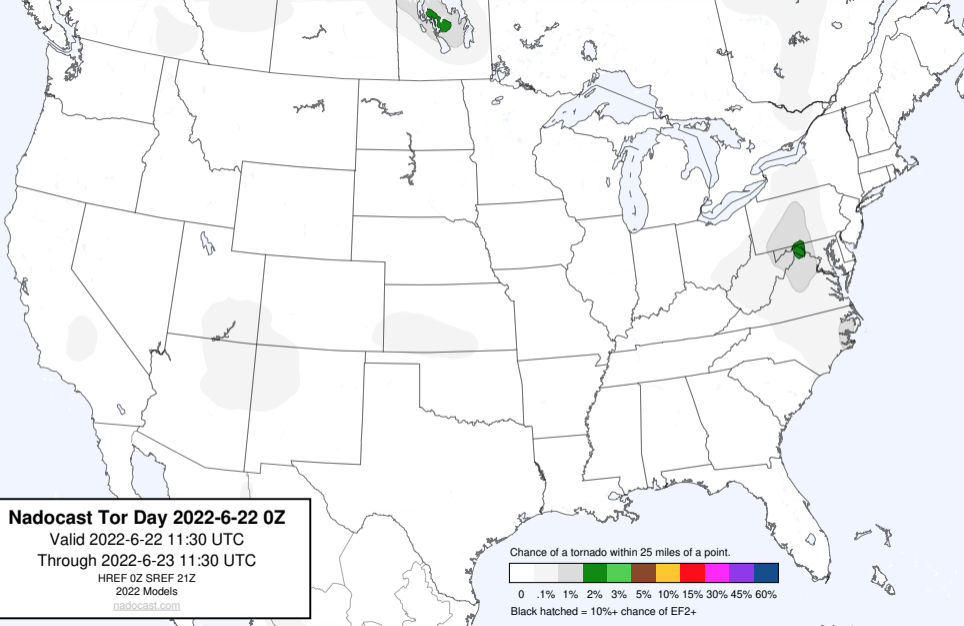 Nadocast Tor Day 2022-6-22 0Z
Valid 2022-6-22 11:30 UTC
Through 2022-6-23 11:30 UTC
HREF 0Z SREF 21Z
2022 Models
nadocast.com
Chance of a tornado within 25 miles of a point.
0 .1% 1% 2% 3% 5% 10% 15% 30% 45% 60%
Black hatched = 10%+ chance of EF2+